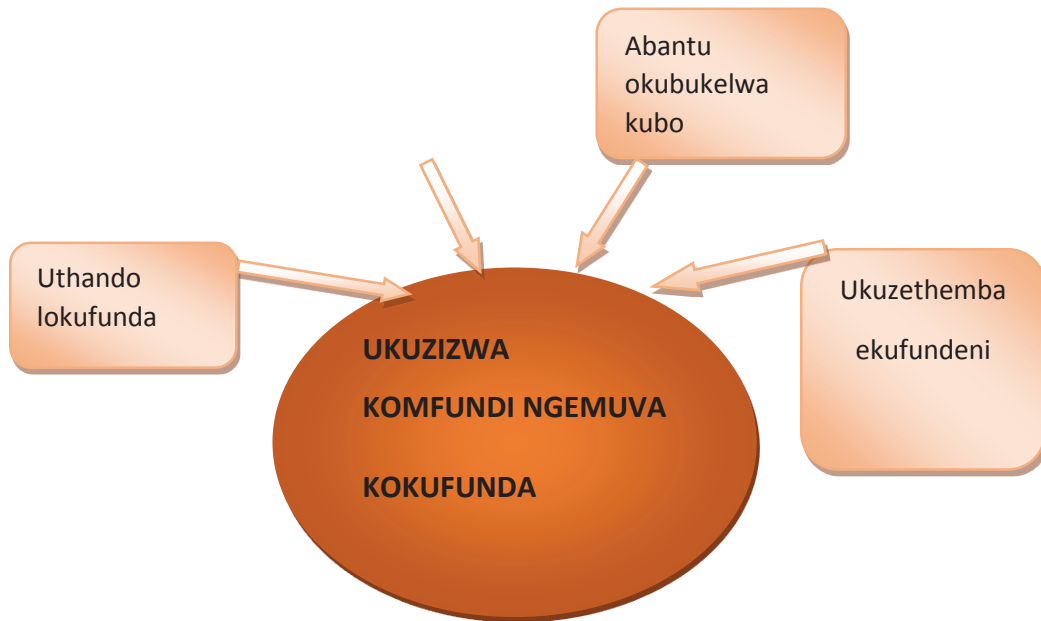 Abantu
okubukelwa
kubo
Uthando
lokufunda
Ukuzethemba
ekufundeni
UKUZIZWA
KOMFUNDI NGEMUVA
KOKUFUNDA